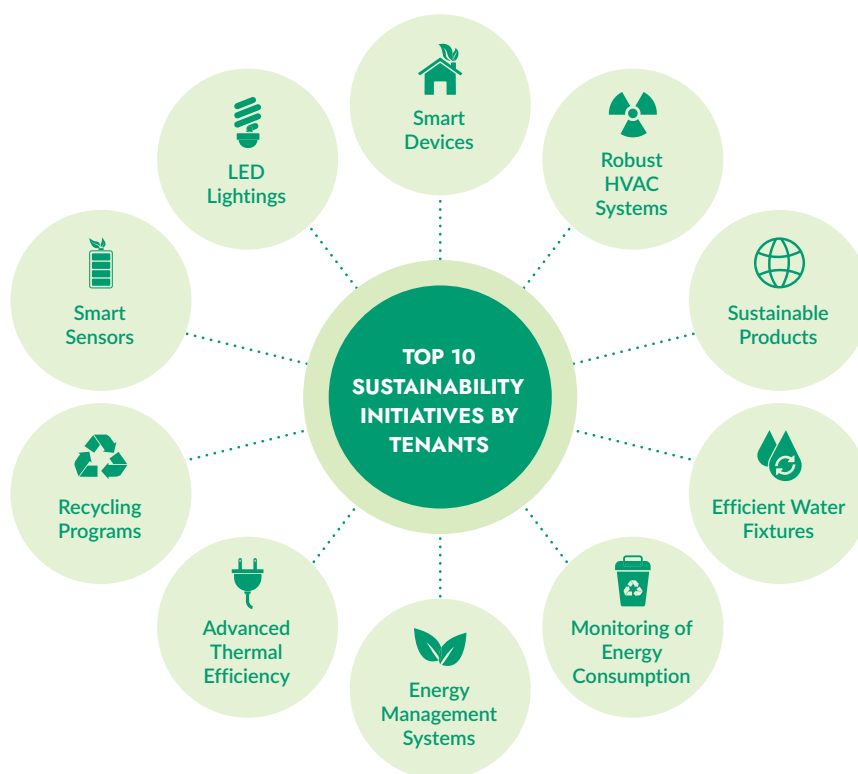 TOP 10
SUSTAINABILITY
INITIATIVES BY
TENANTS
Smart
Devices
Robust
HVAC
Systems
Sustainable
Products
Efficient Water
Fixtures
Monitoring of
Energy
Consumption
Energy
Management
Systems
Advanced
Thermal
Efficiency
Recycling
Programs
Smart
Sensors
LED
Lightings